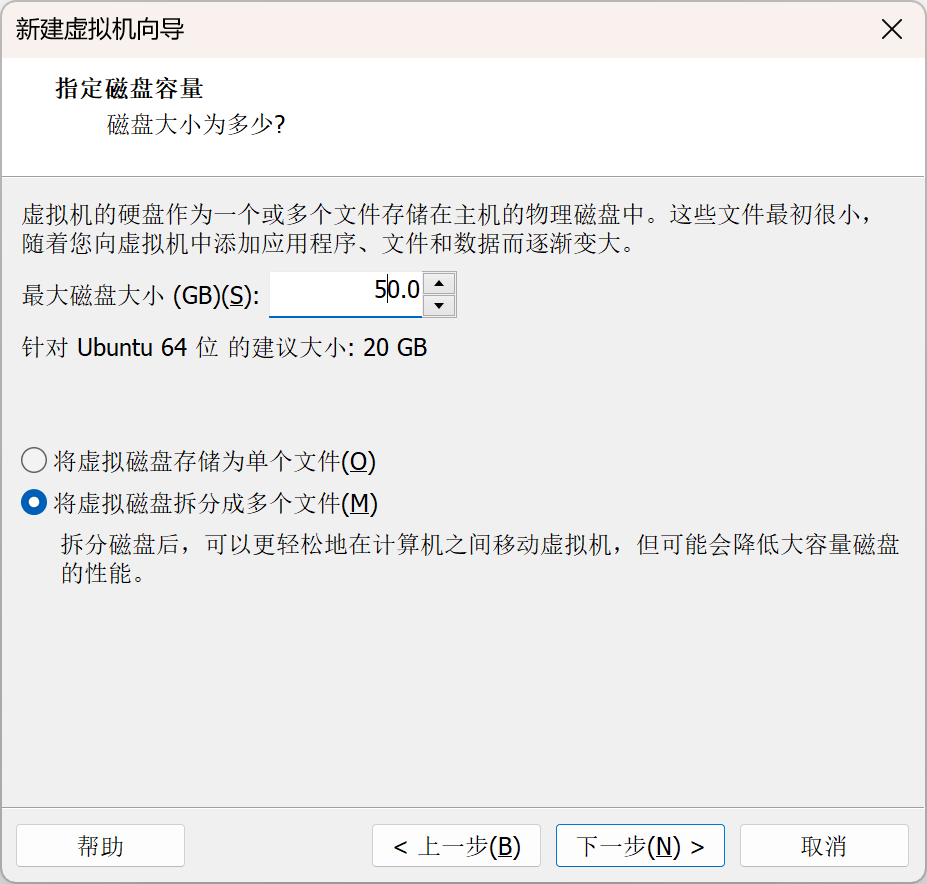 新建虚拟机向导
指定磁盘容量
磁盘大小为多少?
虚拟机的硬盘作为一个或多个文件存储在主机的物理磁盘中。这些文件最初很小，
随着您向虚拟机中添加应用程序、文件和数据而逐渐变大。
最大磁盘大小 (GB)(S): 50.0
针对 Ubuntu 64 位 的建议大小: 20 GB
将虚拟磁盘存储为单个文件(O)
将虚拟磁盘拆分成多个文件(M)
拆分磁盘后，可以更轻松地在计算机之间移动虚拟机，但可能会降低大容量磁盘
的性能。
帮助 < 上一步(B) 下一步(N) > 取消